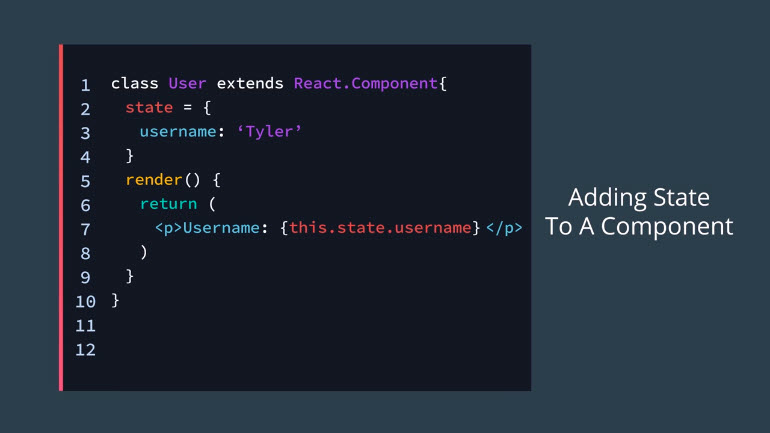 1 class User extends React.Component{
2 state = {
3 username: ‘Tyler’
4 }
5 render() {
6 return (
7 <p>Username: {this.state.username} </p>
8 )
9 }
10 }
11
12
Adding State
To A Component